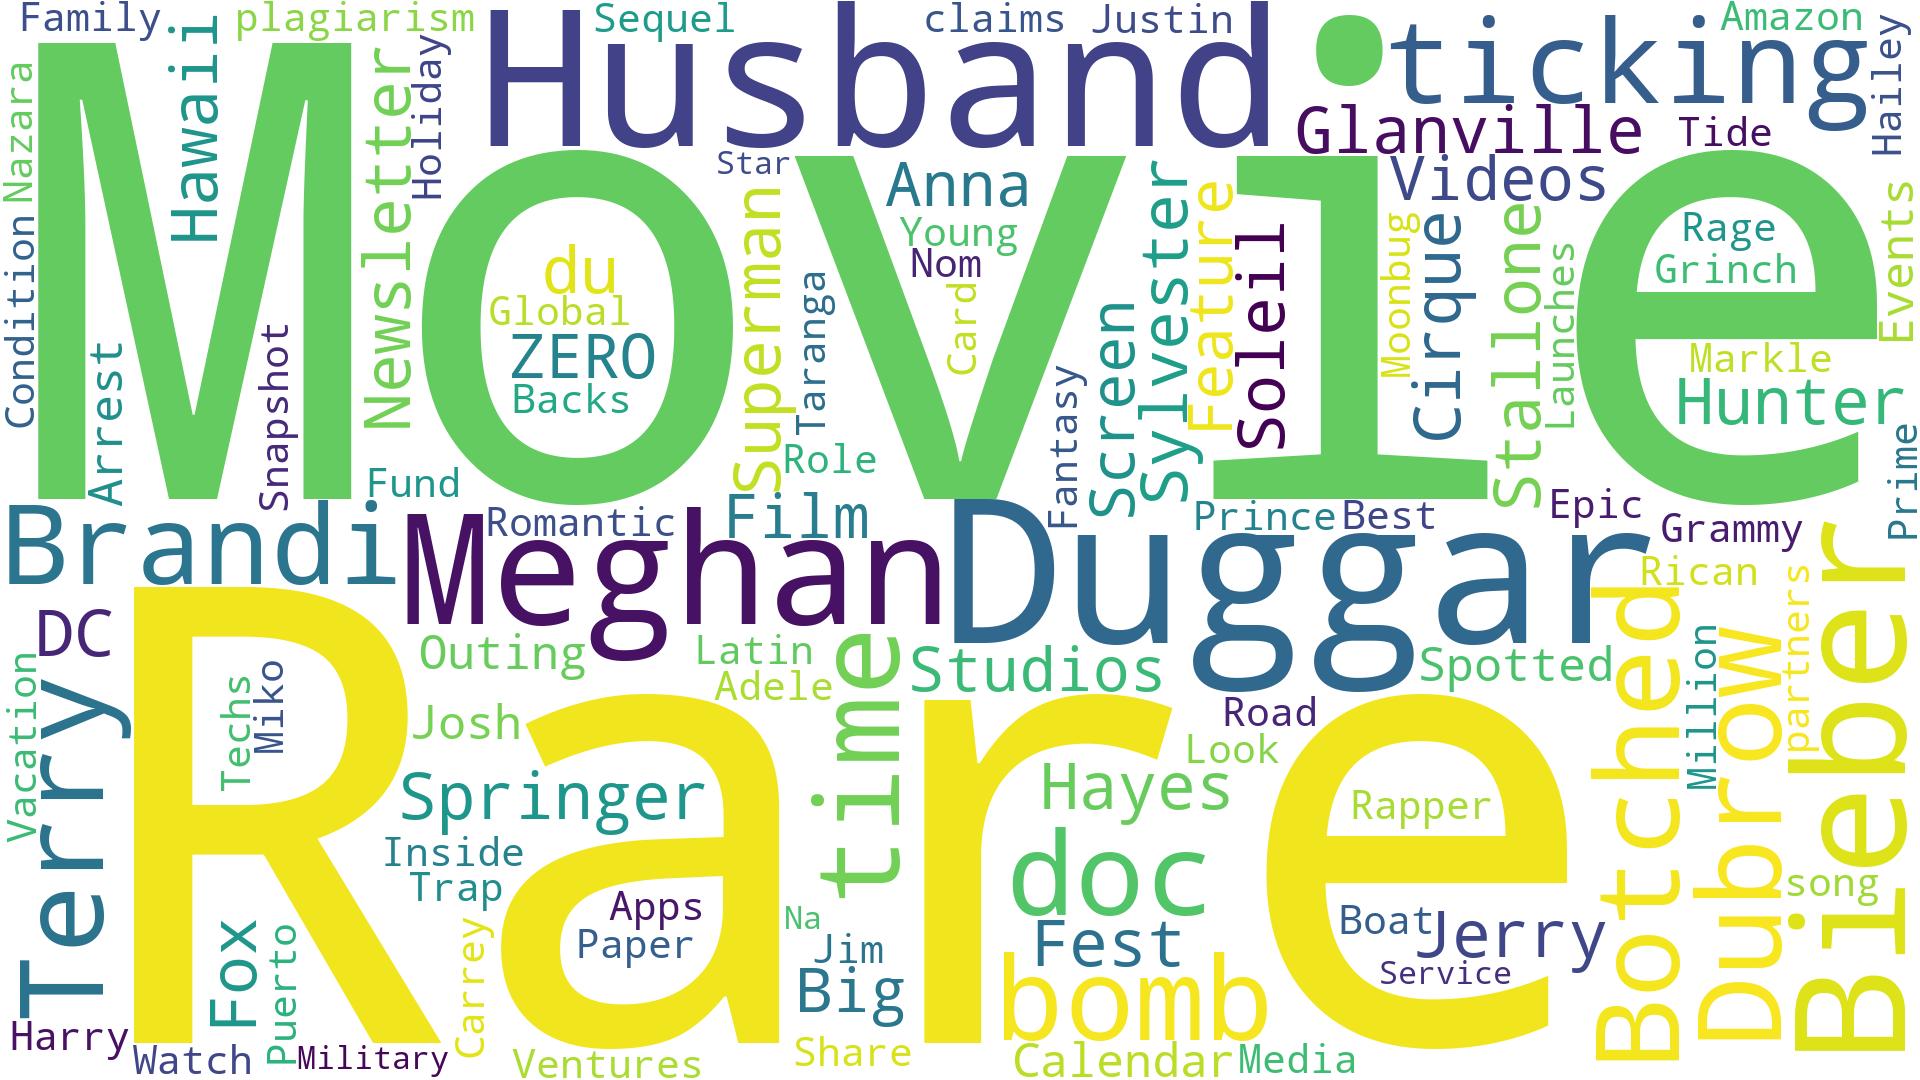 Family
plagiarism
Husband
Sequel
claims
Justin
ticking
Amazon
Hailey
Nazara
Hawaii
Newsletter
Holiday
Movie
Glanville
Tide
Star
Anna
Videos
Young
Nom
Card
Superman
Taranga
Role
du
Global
ZERO
Backs
Fantasy
Screen
Sylvester
Feature
Soleil
Moonbug
Cirque
Stallone
Launches
Rage
Grinch
Markle
Hunter
Events
Condition
Arrest
Snapshot
Fund
Romantic
Film
Prince
Best
Epic
Grammy
Prime
Brandi
Meghan
Duggar
Rican
DC
Outing
Latin
Adele
time
Studios
Spotted
Botched
Million
Dubrow
partners
Bieber
Vacation
Terry
Techs
Miko
Rare
Josh
Road
Look
Springer
Hayes
Rapper
Inside
Trap
doc
song
Apps
Paper
Na
Jim
Big
Fest
Boat
Jerry
Service
bomb
Fox
Puerto
Carrey
Harry
Watch
Military
Ventures
Share
Calendar
Media